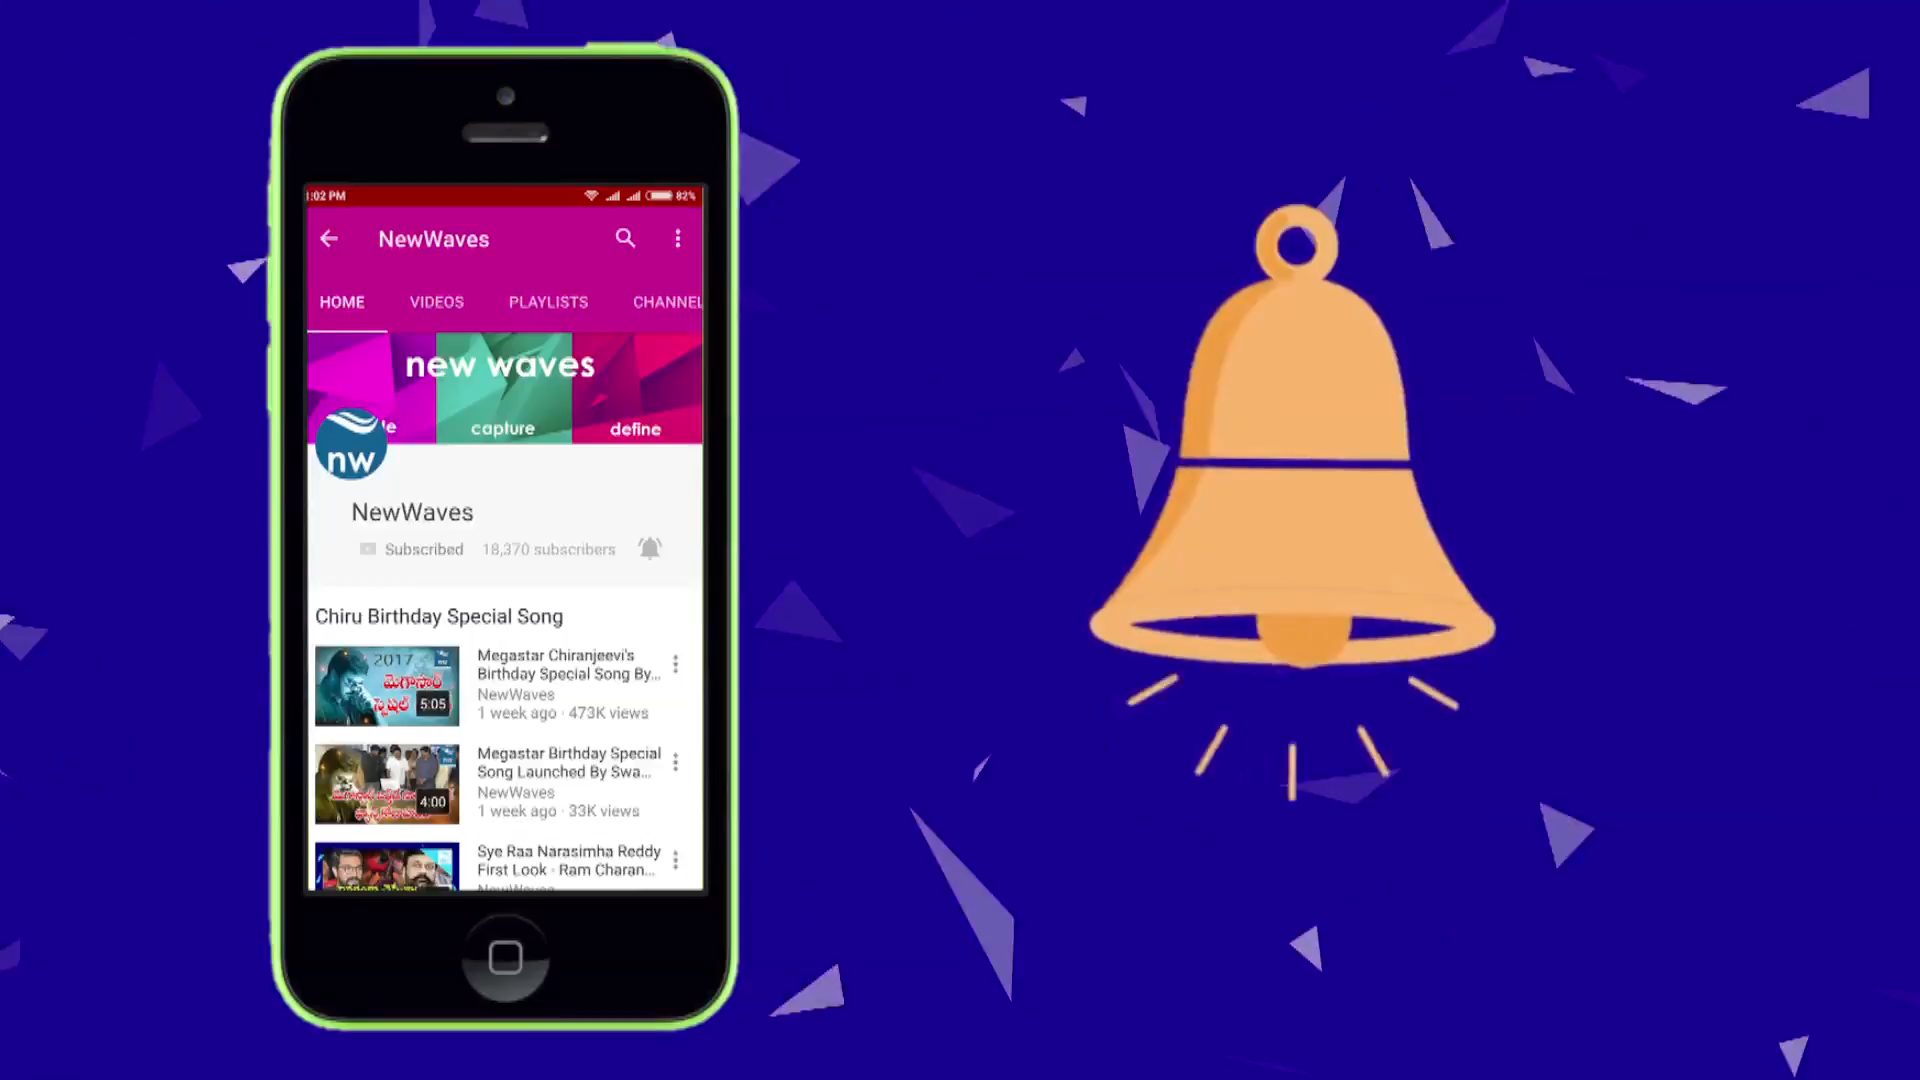 1:02 PM
82%
NewWaves
HOME VIDEOS PLAYLISTS CHANNEL
new waves
capture
define
nw
NewWaves
Subscribed 18,370 subscribers
Chiru Birthday Special Song
2017
మెగాస్టార్
స్పెషల్
5:05
Megastar Chiranjeevi's
Birthday Special Song By...
NewWaves
1 week ago · 473K views
4:00
Megastar Birthday Special
Song Launched By Swa...
NewWaves
1 week ago · 33K views
Sye Raa Narasimha Reddy
First Look - Ram Charan...
NewWaves